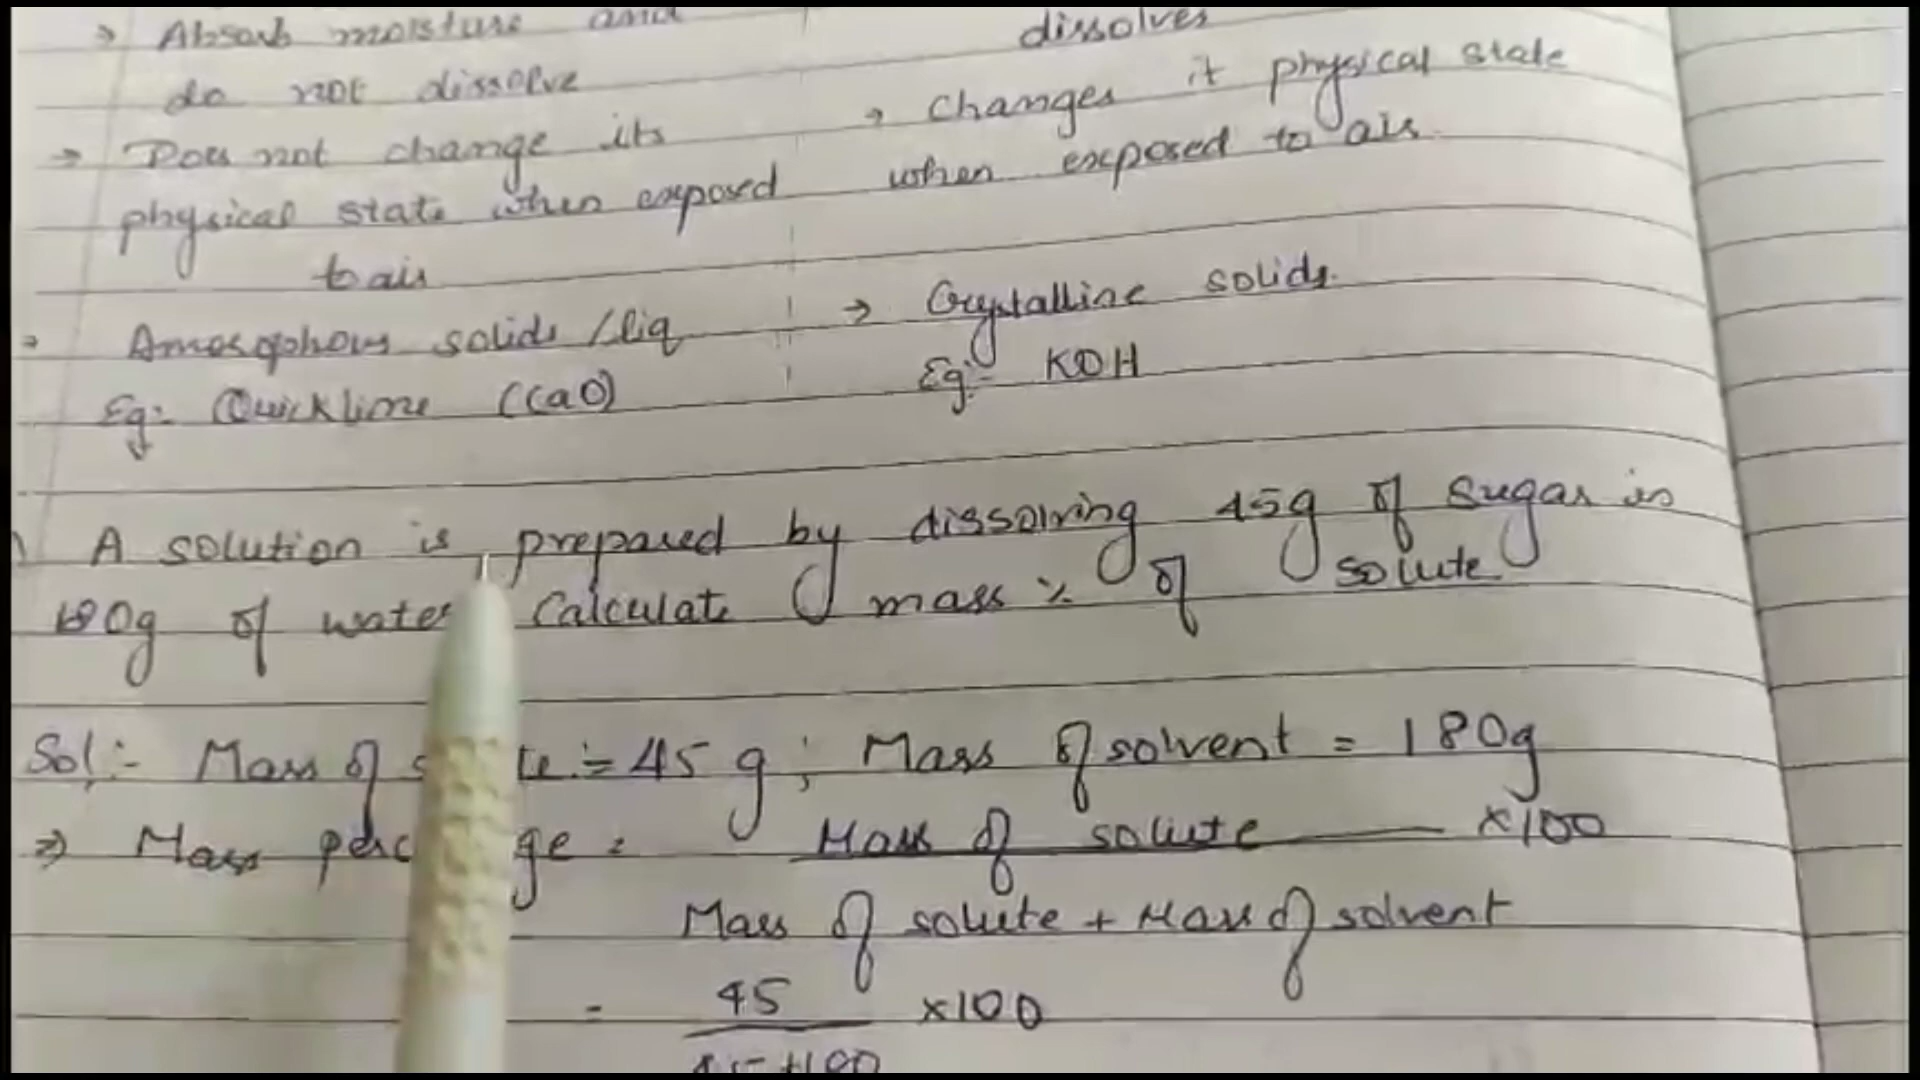 → Absorb moisture and
do not dissolve
→ Does not change its
physical state when exposed
to air
→ Amorphous solids / liq
Eg:- Quicklime (CaO)
dissolves
→ Changes it physical state
when exposed to air.
→ Crystalline solids.
Eg:- KOH
) A solution is prepared by dissolving 45g of sugar in
180g of water Calculate mass % of solute
Sol:- Mass of = 45 g ; Mass of solvent = 180g
⇒ Mass = Mass of solute ×100
Mass of solute + Mass of solvent
= 45 ×100